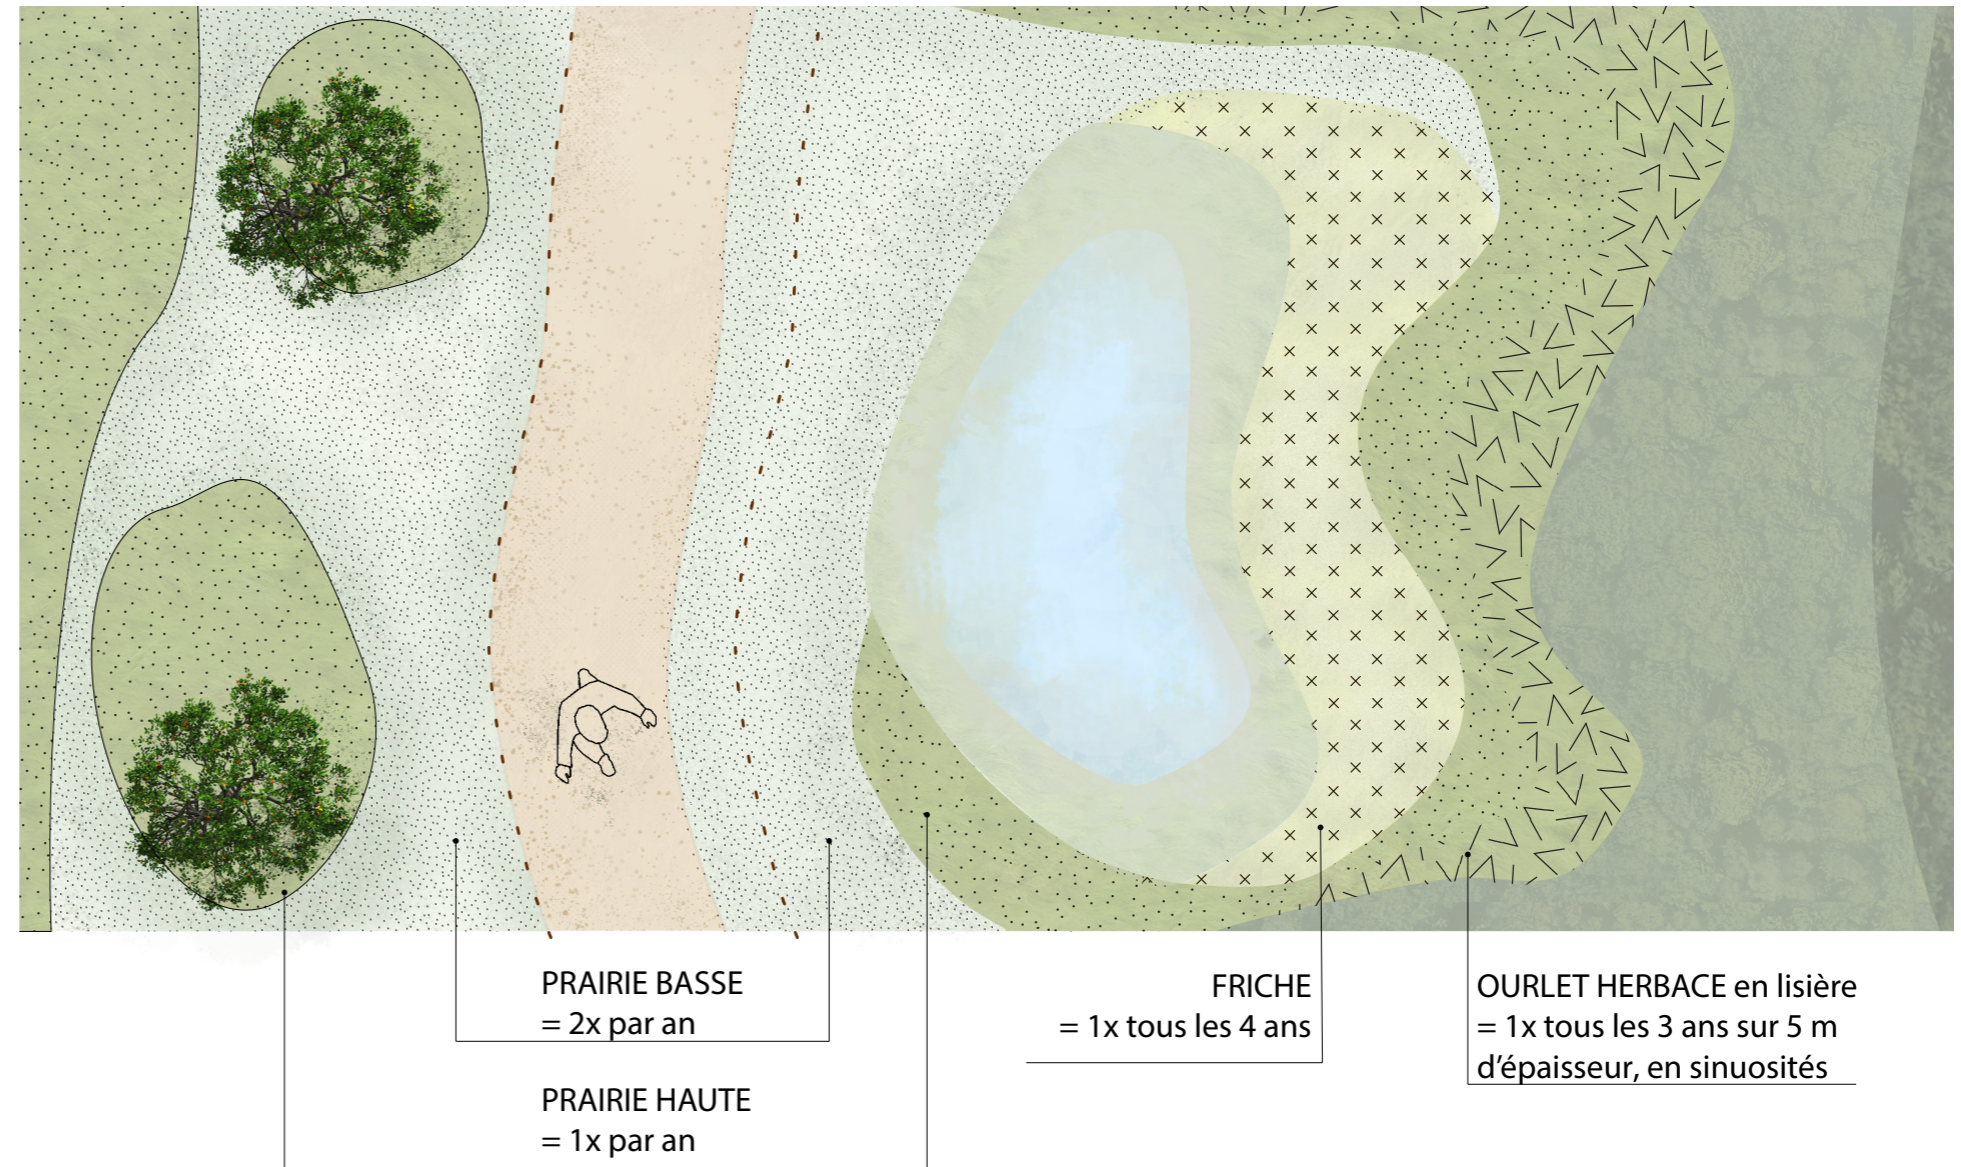 PRAIRIE BASSE
= 2x par an
PRAIRIE HAUTE
= 1x par an
FRICHE
= 1x tous les 4 ans
OURLET HERBACE en lisière
= 1x tous les 3 ans sur 5 m
d'épaisseur, en sinuosités